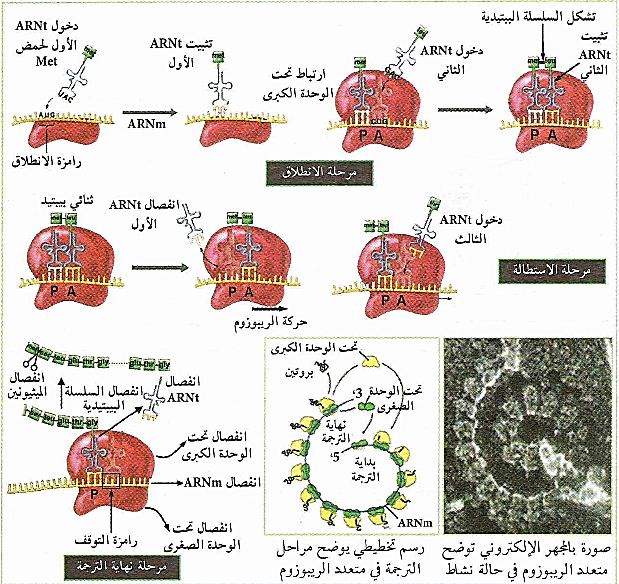 دخول ARNt
الأول لحمض
Met
UAC
AUG
رامزة الانطلاق
ARNm
تثبيت ARNt
الأول
ارتباط تحت
الوحدة الكبرى
دخول ARNt
الثاني
P A
تشكل السلسلة الببتيدية
تثبيت
ARNt
الثاني
P A
مرحلة الانطلاق
ثنائي ببتيد
P A
انفصال ARNt
الأول
P A
حركة الريبوزوم
دخول ARNt
الثالث
P A
مرحلة الاستطالة
انفصال
الميثيونين
انفصال السلسلة
الببتيدية
انفصال
ARNt
انفصال تحت
الوحدة الكبرى
انفصال ARNm
P
رامزة التوقف
انفصال تحت
الوحدة الصغرى
مرحلة نهاية الترجمة
تحت الوحدة الكبرى
بروتين
تحت الوحدة
الصغرى
3'
نهاية
الترجمة
5'
بداية
الترجمة
ARNm
رسم تخطيطي يوضح مراحل
الترجمة في متعدد الريبوزوم
صورة بالمجهر الإلكتروني توضح
متعدد الريبوزوم في حالة نشاط